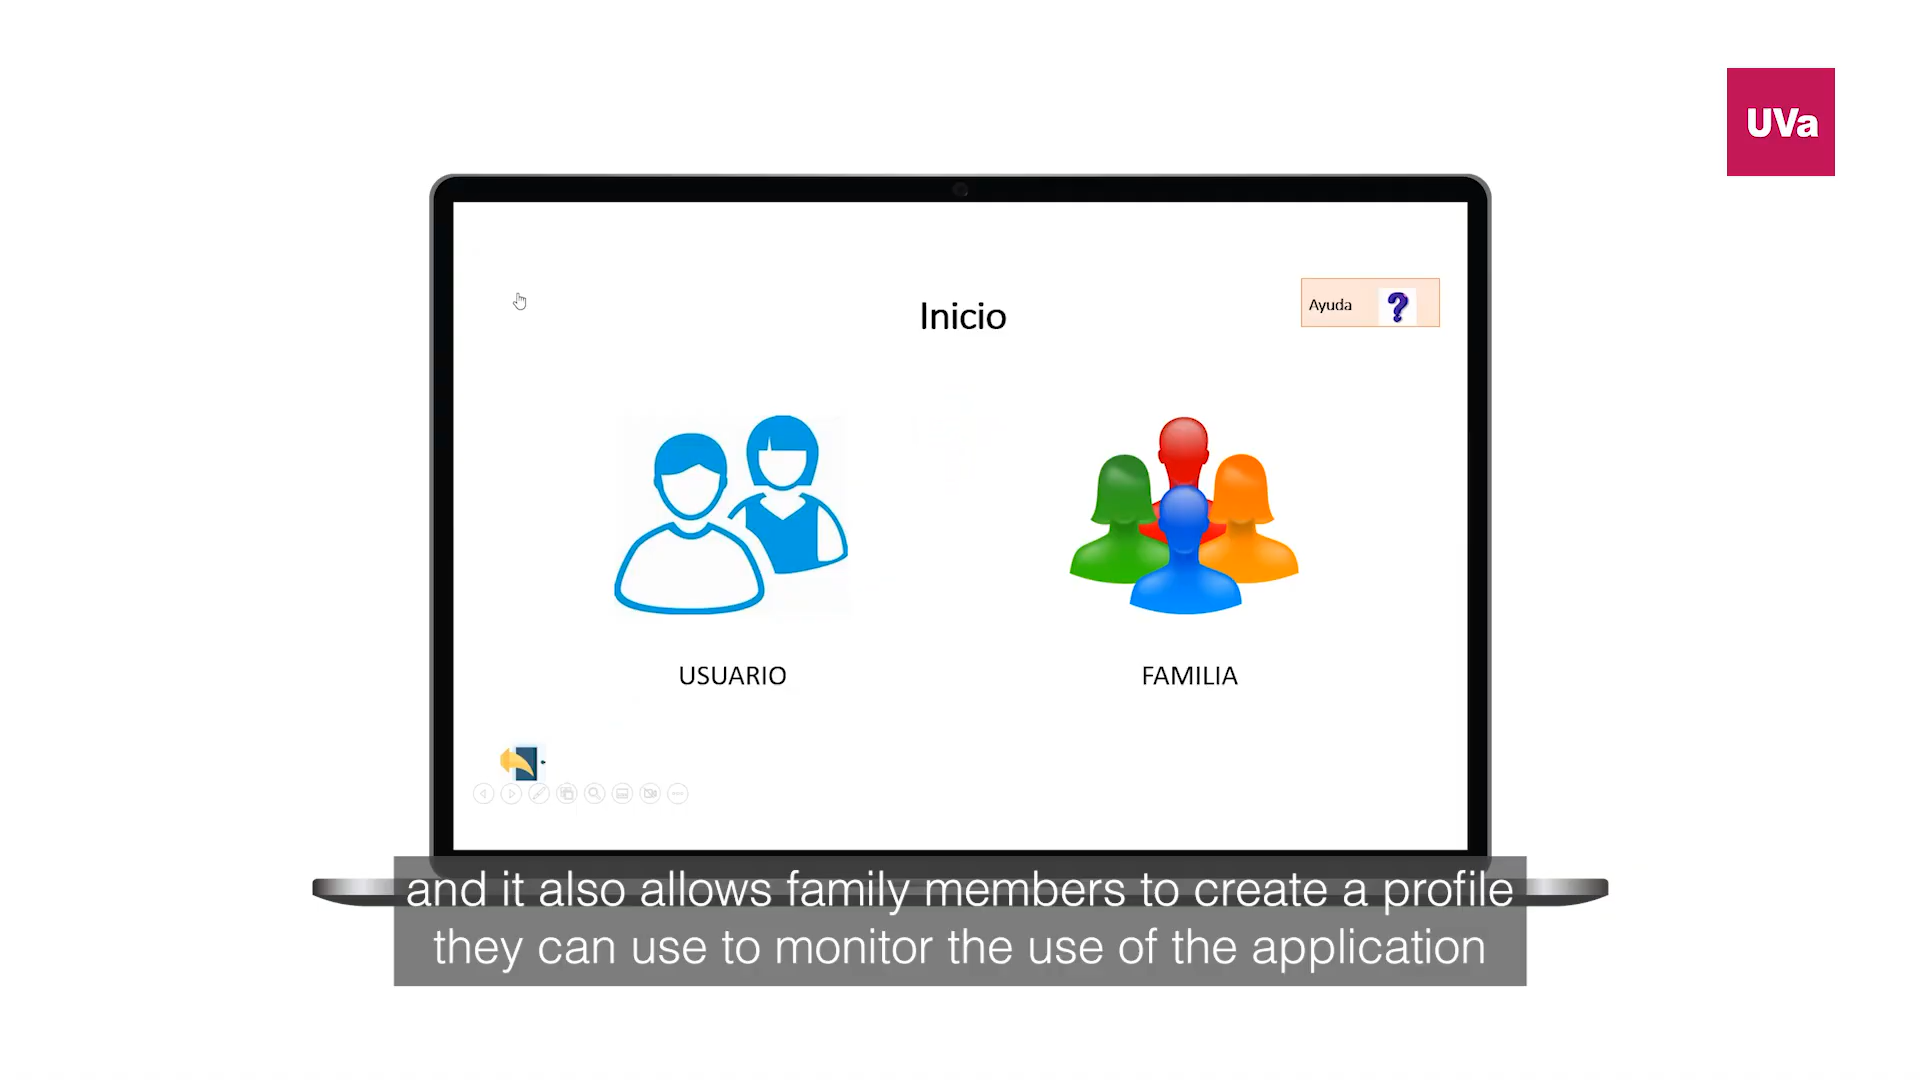 UVa
Inicio
Ayuda ?
USUARIO
FAMILIA
and it also allows family members to create a profile
they can use to monitor the use of the application